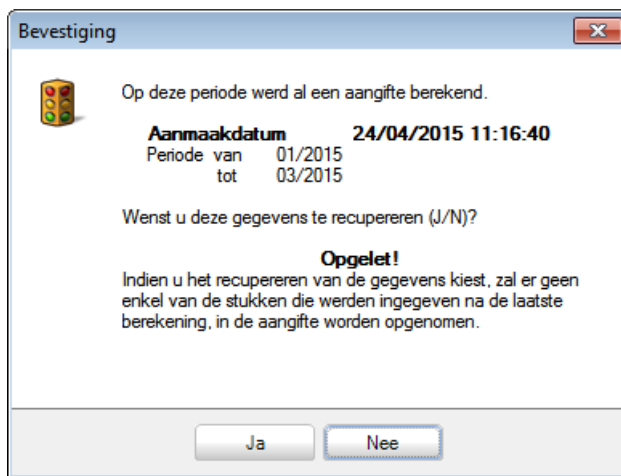 Bevestiging
Op deze periode werd al een aangifte berekend.
Aanmaakdatum 24/04/2015 11:16:40
Periode van 01/2015
tot 03/2015
Wenst u deze gegevens te recupereren (J/N)?
Opgelet!
Indien u het recupereren van de gegevens kiest, zal er geen
enkel van de stukken die werden ingegeven na de laatste
berekening, in de aangifte worden opgenomen.
Ja Nee